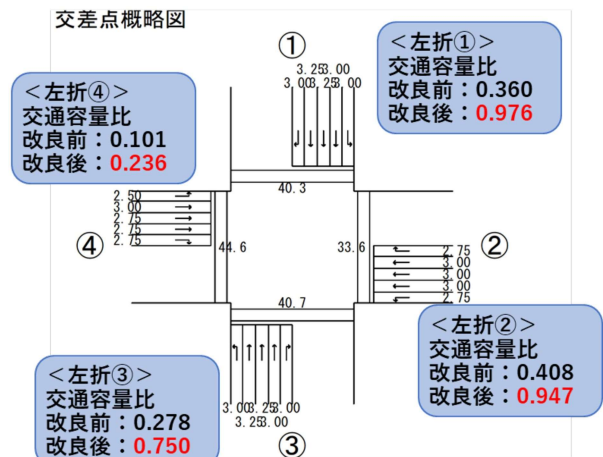 交差点概略図
①
3.25 3.00
3.00 3.25 3.00
＜左折①＞
交通容量比
改良前：0.360
改良後：0.976
＜左折④＞
交通容量比
改良前：0.101
改良後：0.236
40.3
2.50
3.00
2.75
2.75
2.75
④
44.6
33.6
2.75
3.00
3.00
3.00
2.75
②
40.7
＜左折②＞
交通容量比
改良前：0.408
改良後：0.947
＜左折③＞
交通容量比
改良前：0.278
改良後：0.750
3.00 3.25 3.00
3.25 3.00
③